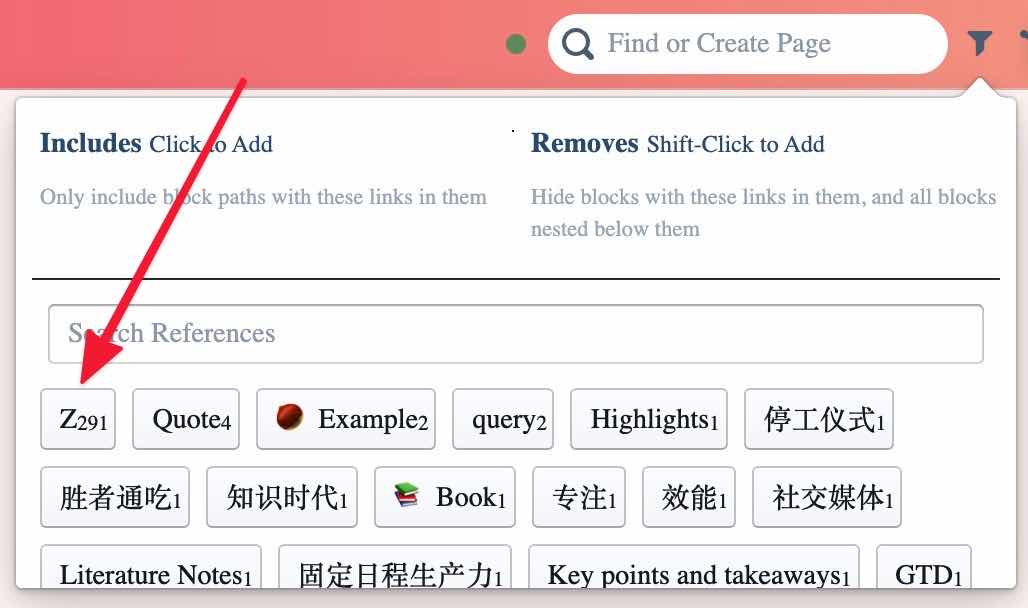 Find or Create Page
Includes Click to Add
Removes Shift-Click to Add
Only include block paths with these links in them
Hide blocks with these links in them, and all blocks
nested below them
Search References
Z291 Quote4 Example2 query2 Highlights1 停工仪式1
胜者通吃1 知识时代1 Book1 专注1 效能1 社交媒体1
Literature Notes1 固定日程生产力1 Key points and takeaways1 GTD1